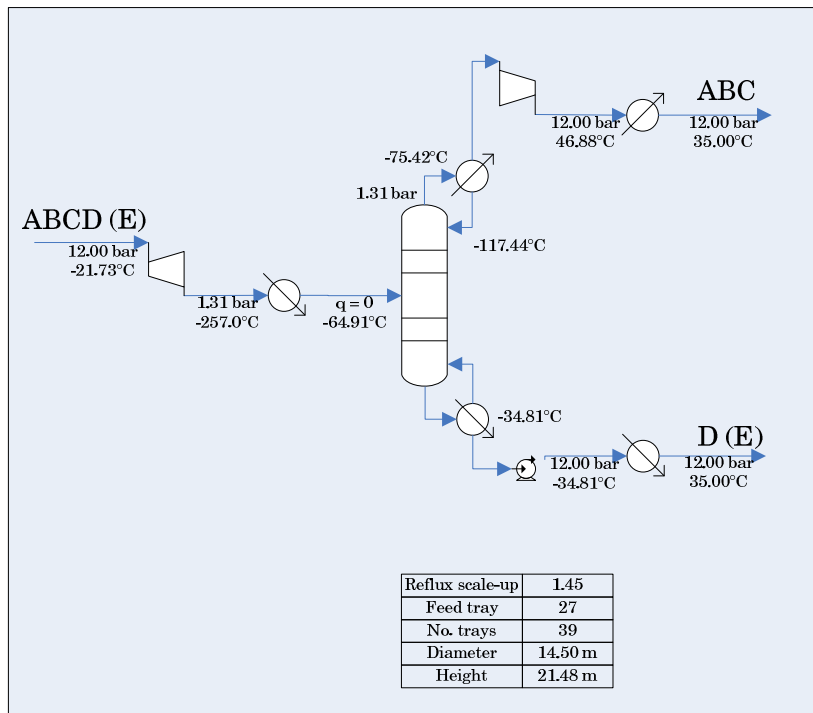 ABC
12.00 bar
46.88°C
12.00 bar
35.00°C
-75.42°C
1.31 bar
-117.44°C
ABCD (E)
12.00 bar
-21.73°C
1.31 bar
-257.0°C
q = 0
-64.91°C
-34.81°C
D (E)
12.00 bar
-34.81°C
12.00 bar
35.00°C
Reflux scale-up 1.45
Feed tray 27
No. trays 39
Diameter 14.50 m
Height 21.48 m